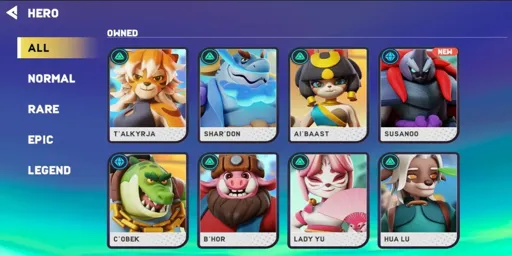 HERO
OWNED
ALL
NORMAL
RARE
EPIC
LEGEND
NEW
T'ALKYRJA
SHAR'DON
AI'BAAST
SUSANOO
C'OBEK
B'HOR
LADY YU
HUA LU